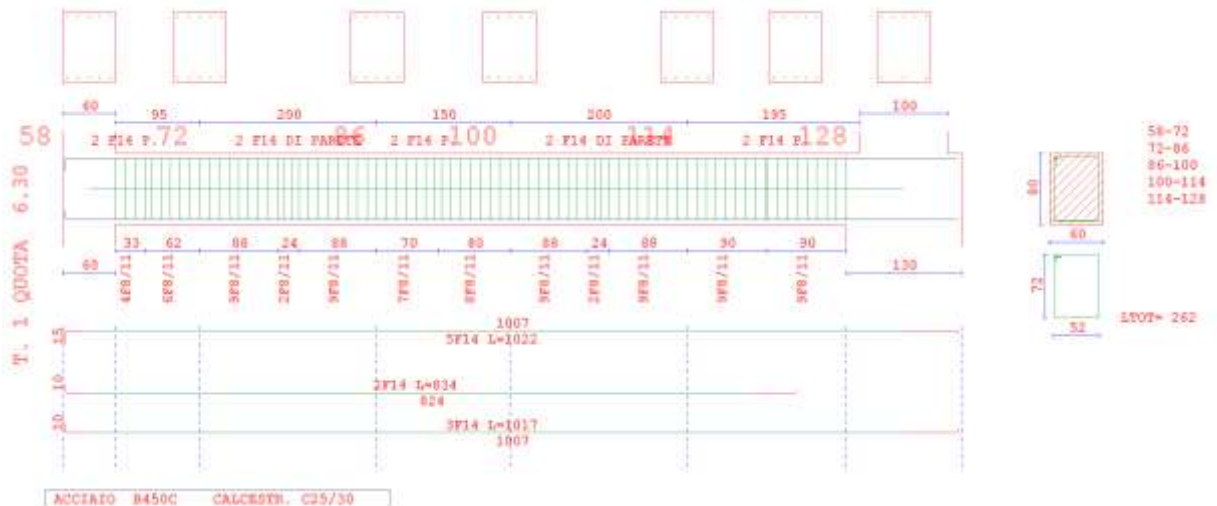 60 95 200 150 200 195 100
58 72 86 100 114 128
2 F14 P. 2 F14 DI PARETE 2 F14 P. 2 F14 DI PARETE 2 F14 P.
58-72
72-86
86-100
100-114
114-128
T. 1 QUOTA 6.30
80
60
33 62 88 24 88 70 80 88 24 88 90 90
60 130
4F8/11 6F8/11 9F8/11 2F8/11 9F8/11 7F8/11 8F8/11 9F8/11 2F8/11 9F8/11 9F8/11 9F8/11
72
52
LTOT= 262
1007
15 5F14 L=1022
10 2F14 L=834
824
10 3F14 L=1017
1007
ACCIAIO B450C CALCESTR. C25/30